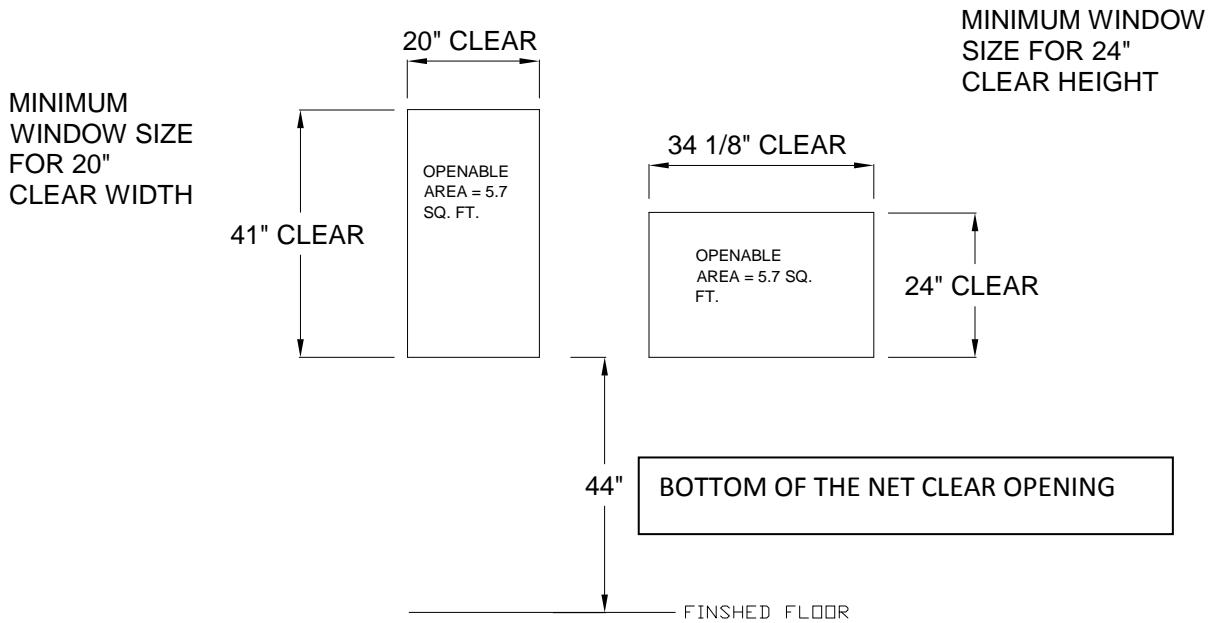 MINIMUM
WINDOW SIZE
FOR 20"
CLEAR WIDTH
20" CLEAR
41" CLEAR
OPENABLE
AREA = 5.7
SQ. FT.
MINIMUM WINDOW
SIZE FOR 24"
CLEAR HEIGHT
34 1/8" CLEAR
OPENABLE
AREA = 5.7 SQ.
FT.
24" CLEAR
44"
BOTTOM OF THE NET CLEAR OPENING
FINSHED FLOOR